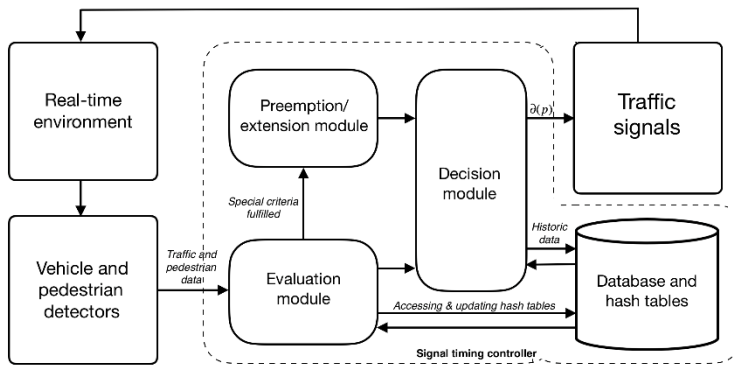 Real-time
environment
Preemption/
extension module
Decision
module
∂(p)
Traffic
signals
Special criteria
fulfilled
Vehicle and
pedestrian
detectors
Traffic and
pedestrian
data
Evaluation
module
Historic
data
Database and
hash tables
Accessing & updating hash tables
Signal timing controller